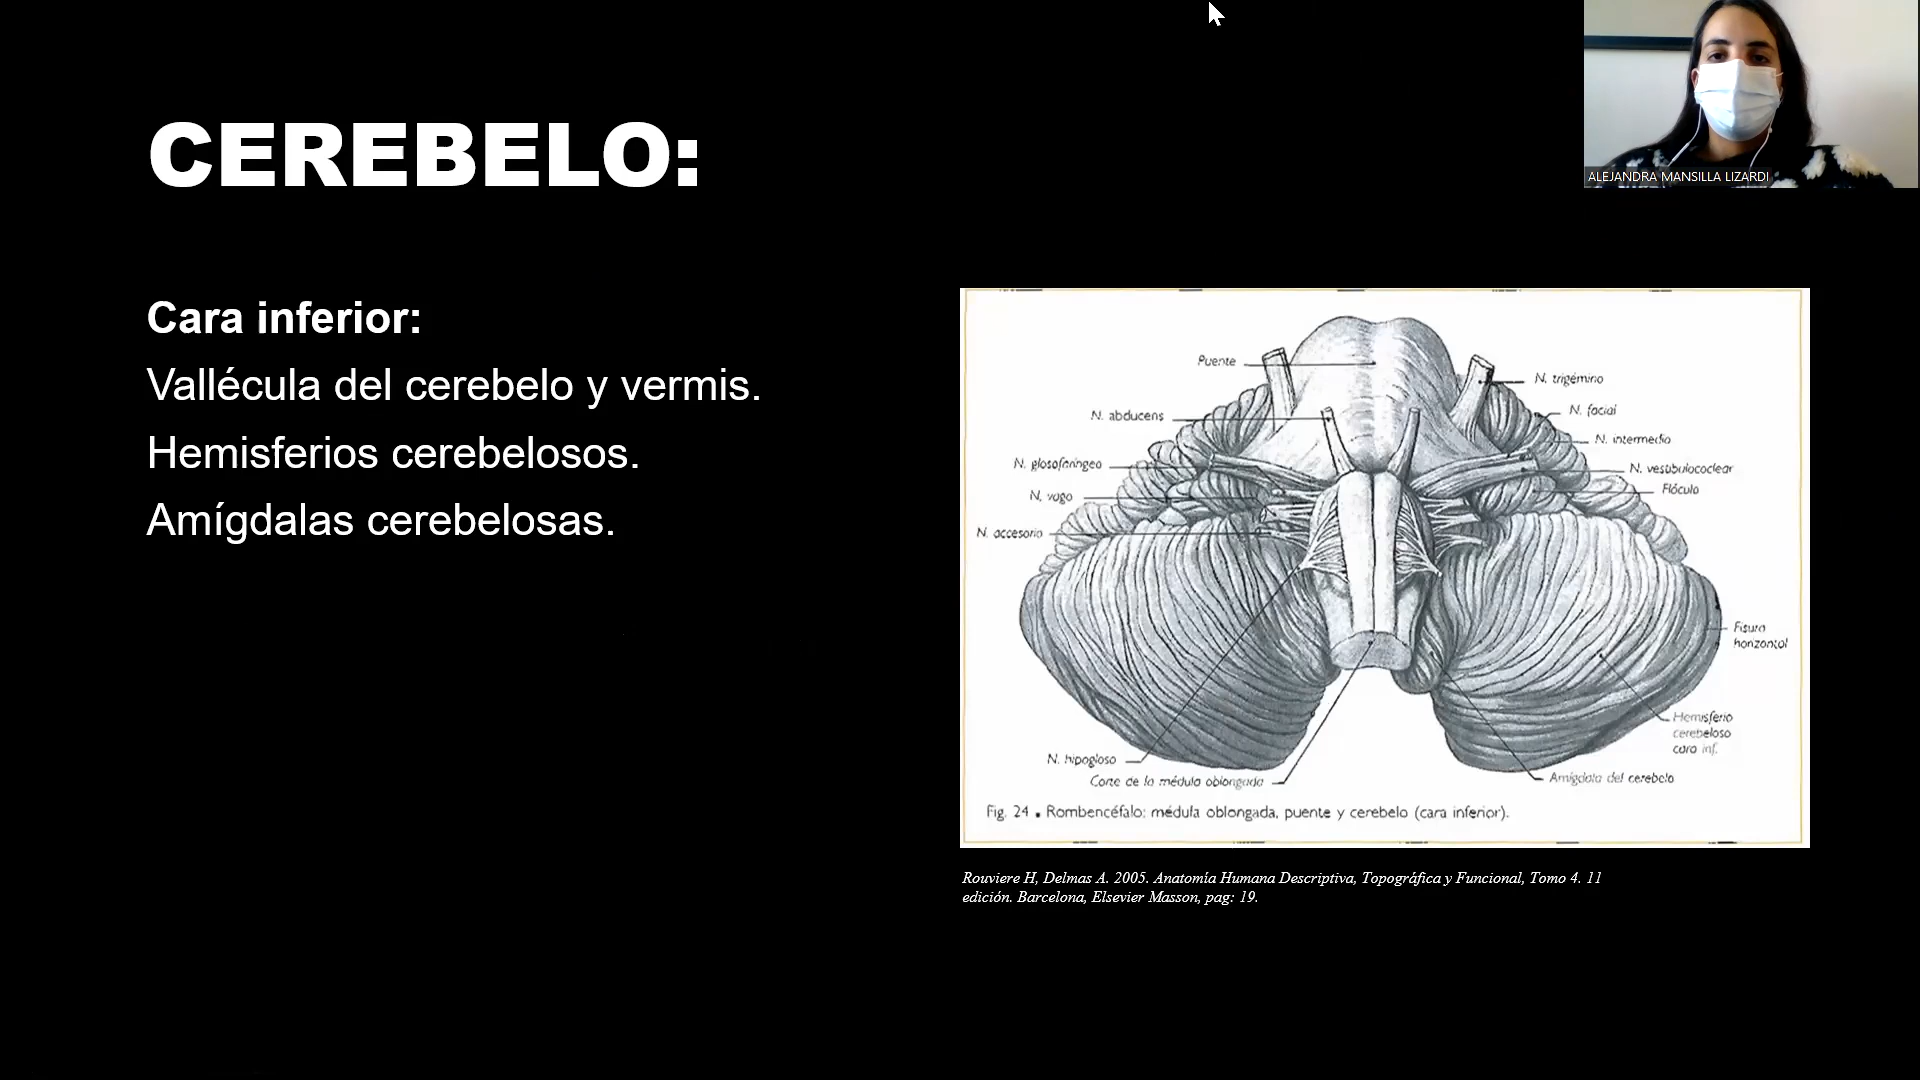 ALEJANDRA MANSILLA LIZARDI
CEREBELO:
Cara inferior:
Vallécula del cerebelo y vermis.
Hemisferios cerebelosos.
Amígdalas cerebelosas.
Puente
N. trigémino
N. abducens
N. facial
N. intermedio
N. glosofaríngeo
N. vestibulococlear
N. vago
Flóculo
N. accesorio
Fisura
horizontal
Hemisferio
cerebeloso
cara inf.
N. hipogloso
Corte de la médula oblongada
Amígdala del cerebelo
Fig. 24 . Rombencéfalo: médula oblongada, puente y cerebelo (cara inferior).
Rouviere H, Delmas A. 2005. Anatomía Humana Descriptiva, Topográfica y Funcional, Tomo 4. 11
edición. Barcelona, Elsevier Masson, pag: 19.